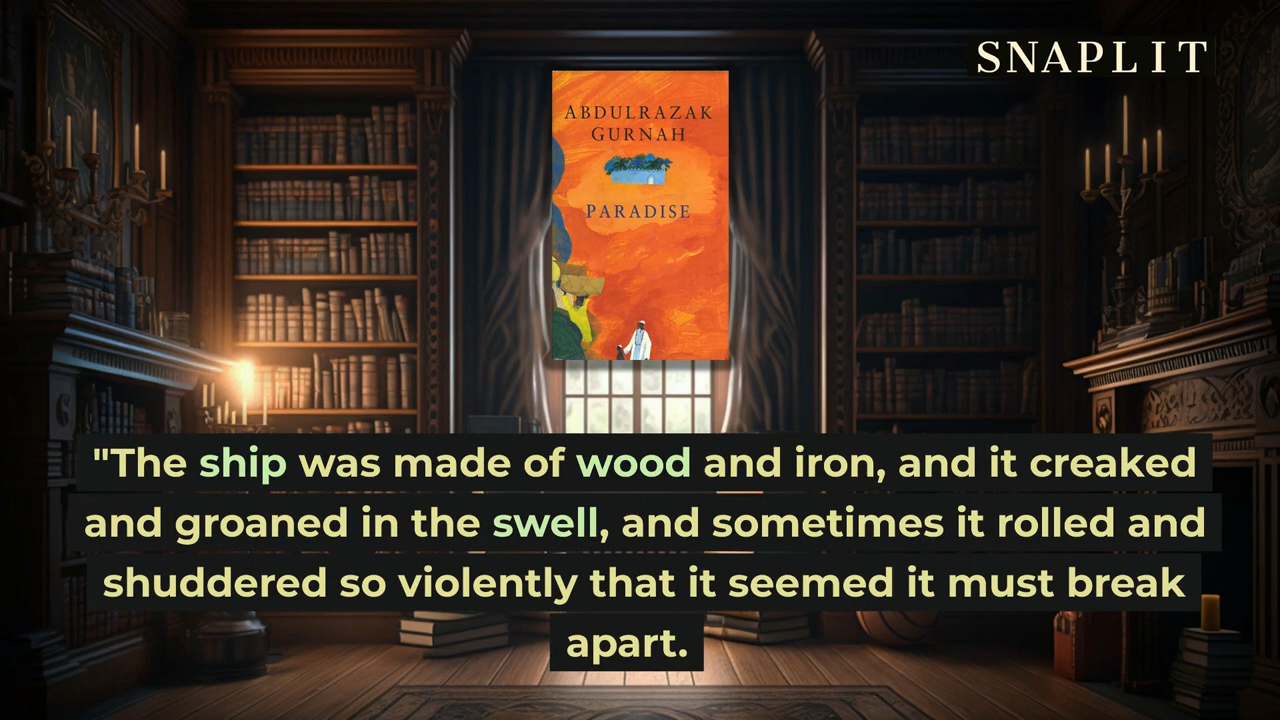 SNAPLIT
ABDULRAZAK
GURNAH
PARADISE
"The ship was made of wood and iron, and it creaked
and groaned in the swell, and sometimes it rolled and
shuddered so violently that it seemed it must break
apart.